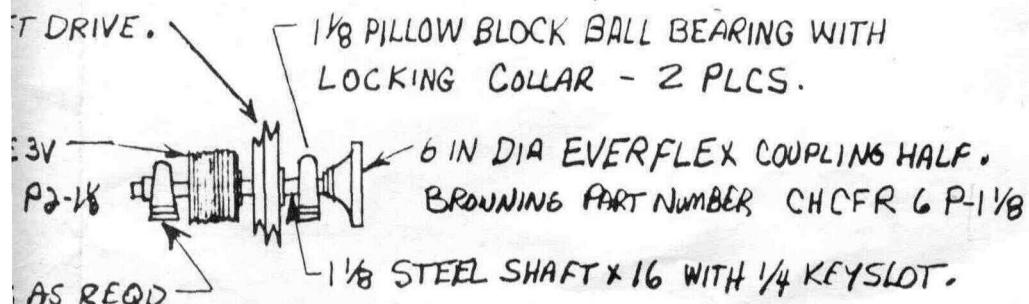 T DRIVE.
1 1/8 PILLOW BLOCK BALL BEARING WITH
LOCKING COLLAR - 2 PLCS.
3V
P2-1 1/8
6 IN DIA EVERFLEX COUPLING HALF.
BROWNING PART NUMBER CHCFR 6 P-1 1/8
1 1/8 STEEL SHAFT x 16 WITH 1/4 KEYSLOT.
AS REQD